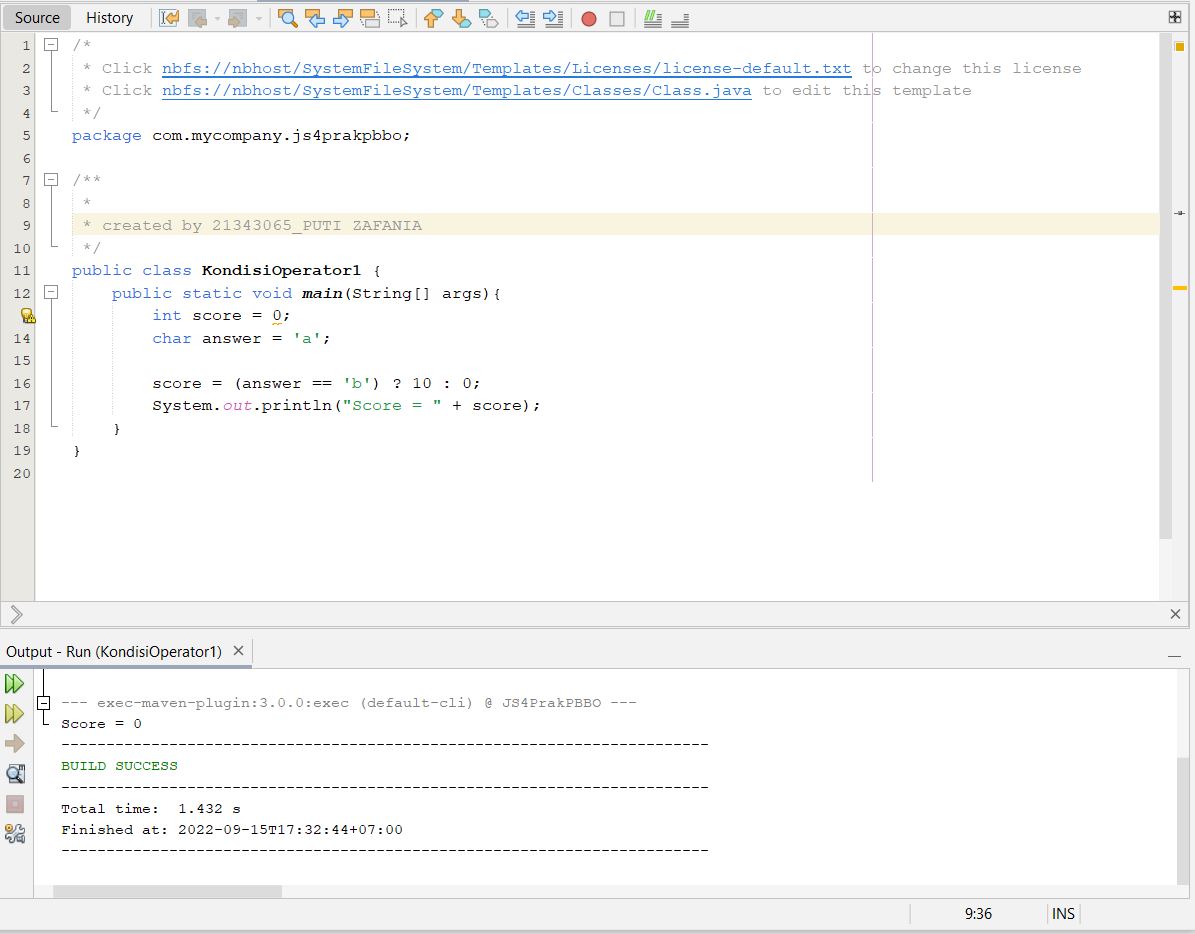 Source History
1 /*
2 * Click nbfs://nbhost/SystemFileSystem/Templates/Licenses/license-default.txt to change this license
3 * Click nbfs://nbhost/SystemFileSystem/Templates/Classes/Class.java to edit this template
4 */
5 package com.mycompany.js4prakpbbo;
6
7 /**
8 *
9 * created by 21343065_PUTI ZAFANIA
10 */
11 public class KondisiOperator1 {
12 public static void main(String[] args){
int score = 0;
14 char answer = 'a';
15
16 score = (answer == 'b') ? 10 : 0;
17 System.out.println("Score = " + score);
18 }
19 }
20
Output - Run (KondisiOperator1)
--- exec-maven-plugin:3.0.0:exec (default-cli) @ JS4PrakPBBO ---
Score = 0
------------------------------------------------------------------------
BUILD SUCCESS
------------------------------------------------------------------------
Total time:  1.432 s
Finished at: 2022-09-15T17:32:44+07:00
------------------------------------------------------------------------
9:36 INS